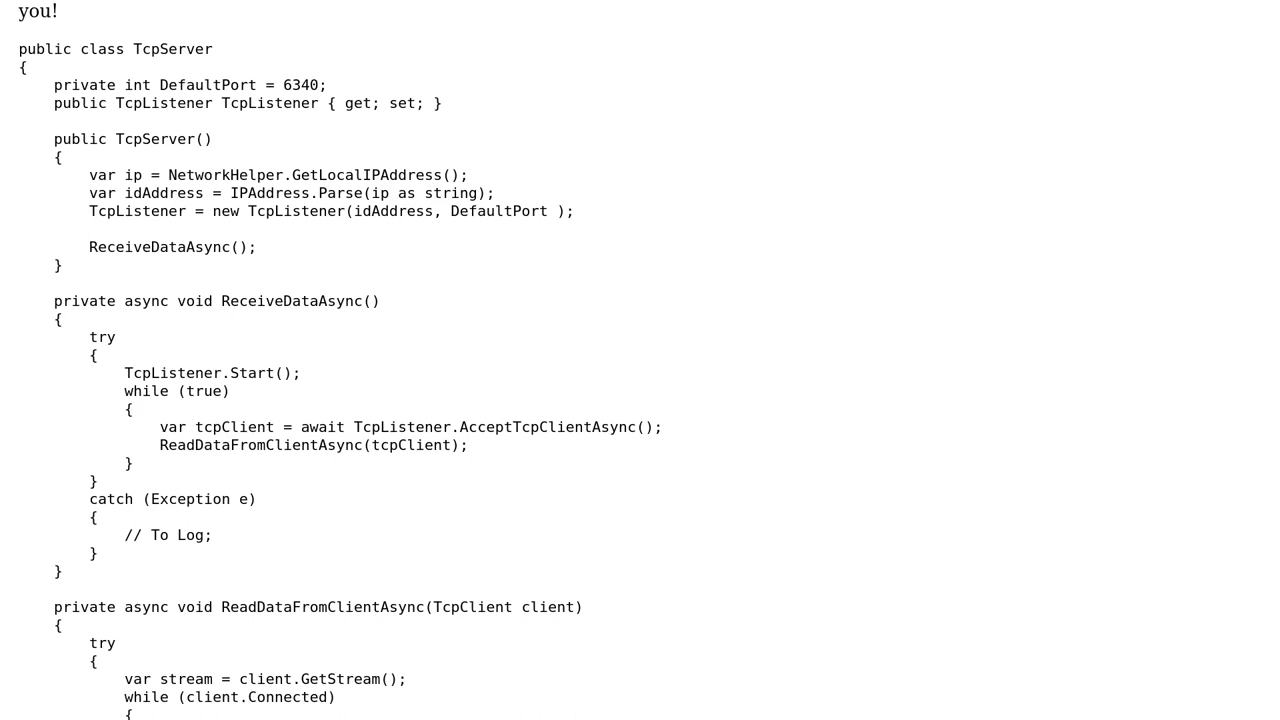 you!
public class TcpServer
{
    private int DefaultPort = 6340;
    public TcpListener TcpListener { get; set; }

    public TcpServer()
    {
        var ip = NetworkHelper.GetLocalIPAddress();
        var idAddress = IPAddress.Parse(ip as string);
        TcpListener = new TcpListener(idAddress, DefaultPort );

        ReceiveDataAsync();
    }

    private async void ReceiveDataAsync()
    {
        try
        {
            TcpListener.Start();
            while (true)
            {
                var tcpClient = await TcpListener.AcceptTcpClientAsync();
                ReadDataFromClientAsync(tcpClient);
            }
        }
        catch (Exception e)
        {
            // To Log;
        }
    }

    private async void ReadDataFromClientAsync(TcpClient client)
    {
        try
        {
            var stream = client.GetStream();
            while (client.Connected)
            {